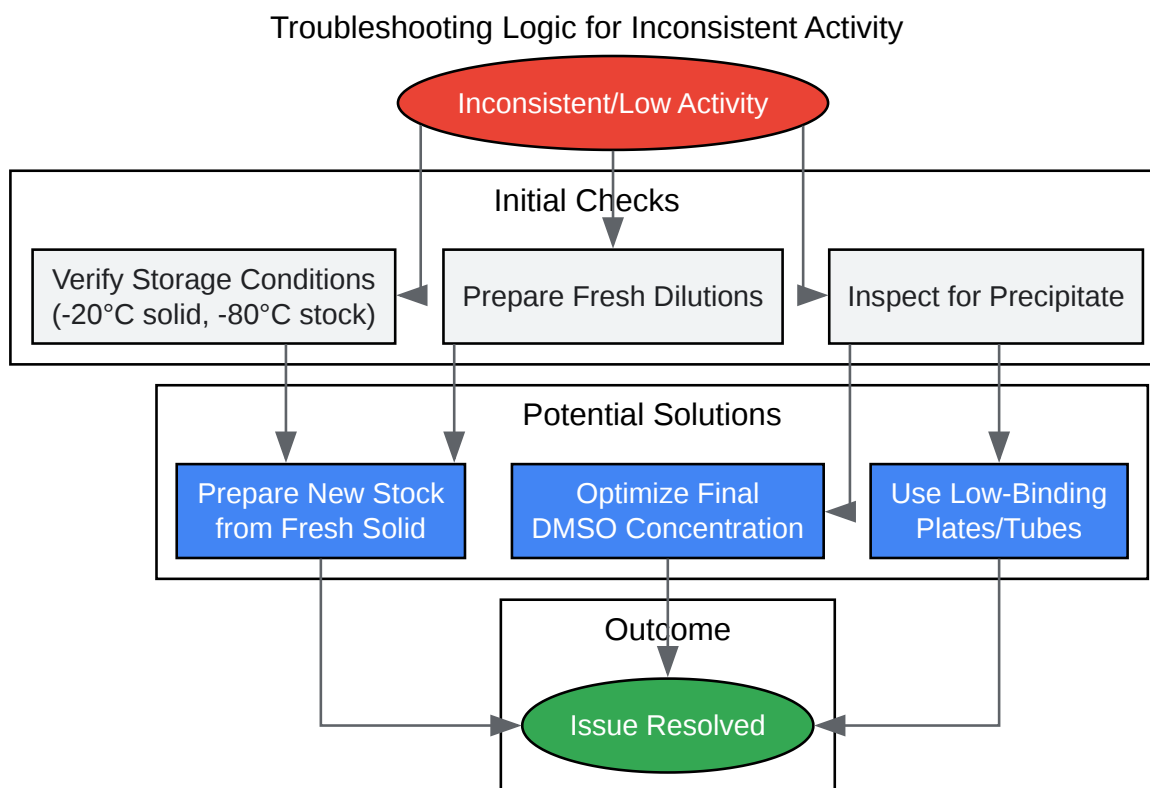 Troubleshooting Logic for Inconsistent Activity
Inconsistent/Low Activity
Initial Checks
Verify Storage Conditions
(-20°C solid, -80°C stock)
Prepare Fresh Dilutions
Inspect for Precipitate
Potential Solutions
Prepare New Stock
from Fresh Solid
Optimize Final
DMSO Concentration
Use Low-Binding
Plates/Tubes
Outcome
Issue Resolved